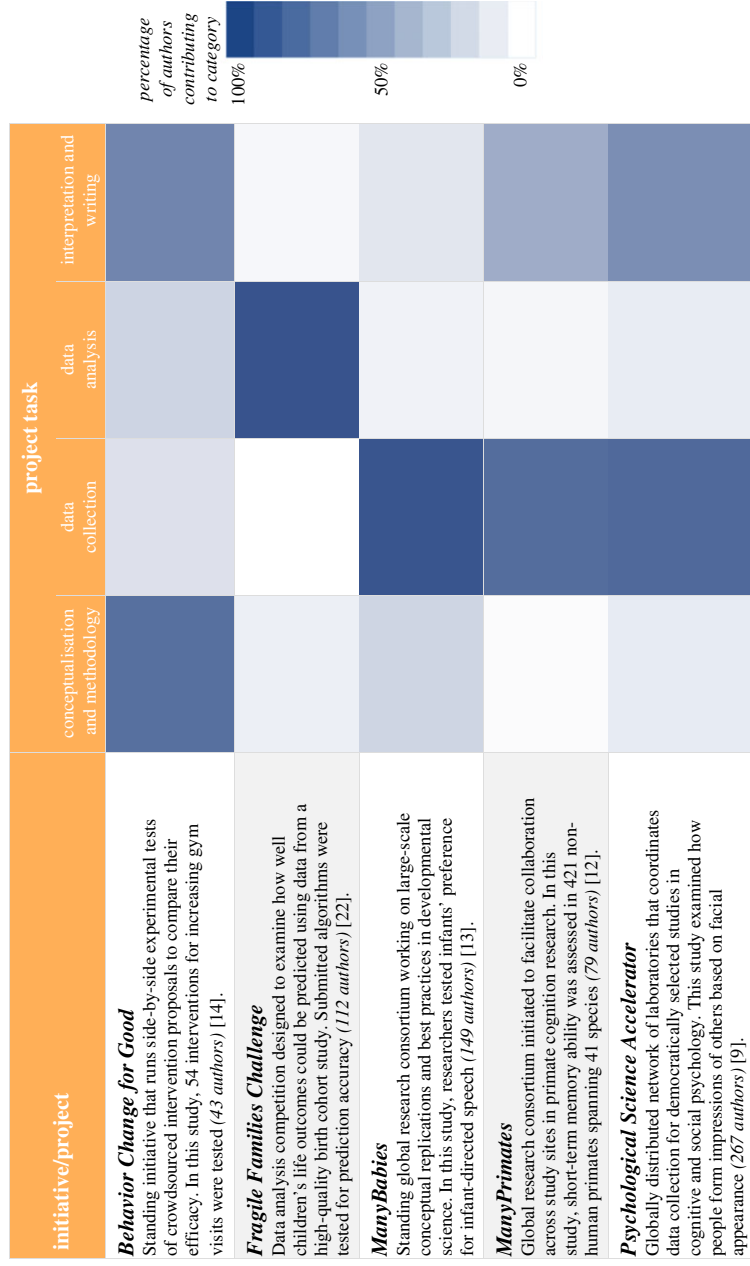 initiative/project
project task
conceptualisation
and methodology
data
collection
data
analysis
interpretation and
writing
Behavior Change for Good
Standing initiative that runs side-by-side experimental tests
of crowdsourced intervention proposals to compare their
efficacy. In this study, 54 interventions for increasing gym
visits were tested (43 authors) [14].
Fragile Families Challenge
Data analysis competition designed to examine how well
children’s life outcomes could be predicted using data from a
high-quality birth cohort study. Submitted algorithms were
tested for prediction accuracy (112 authors) [22].
ManyBabies
Standing global research consortium working on large-scale
conceptual replications and best practices in developmental
science. In this study, researchers tested infants’ preference
for infant-directed speech (149 authors) [13].
ManyPrimates
Global research consortium initiated to facilitate collaboration
across study sites in primate cognition research. In this
study, short-term memory ability was assessed in 421 non-
human primates spanning 41 species (79 authors) [12].
Psychological Science Accelerator
Globally distributed network of laboratories that coordinates
data collection for democratically selected studies in
cognitive and social psychology. This study examined how
people form impressions of others based on facial
appearance (267 authors) [9].
percentage
of authors
contributing
to category
100%
50%
0%